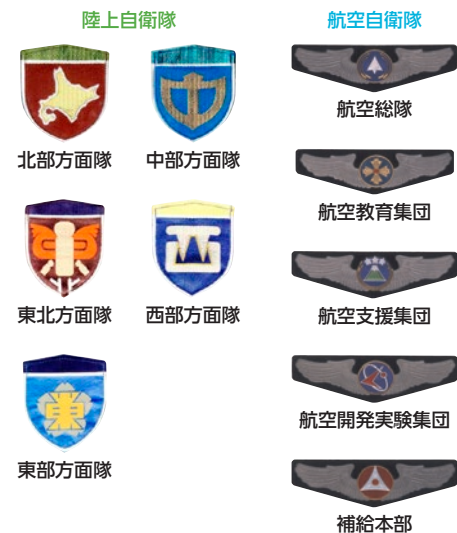 陸上自衛隊
航空自衛隊
北部方面隊
中部方面隊
航空総隊
航空教育集団
東北方面隊
西部方面隊
航空支援集団
東
航空開発実験集団
東部方面隊
補給本部